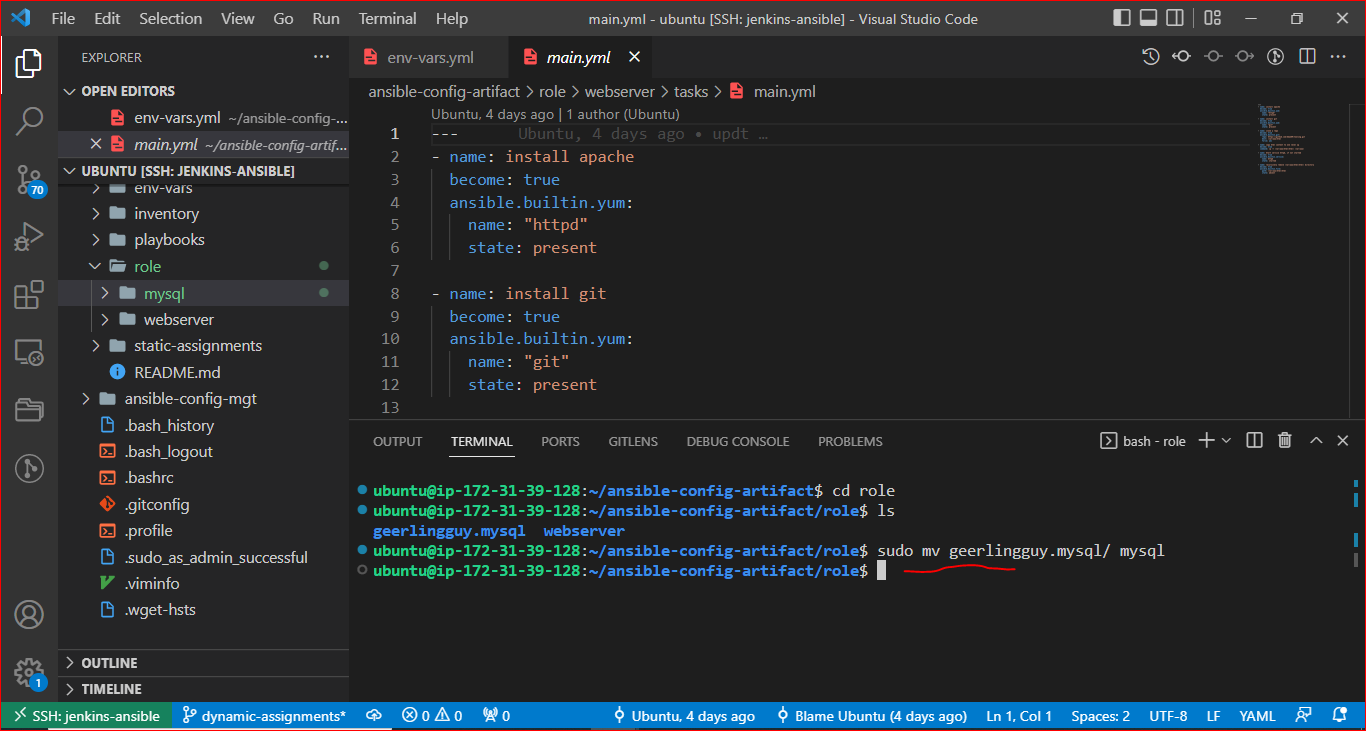 File Edit Selection View Go Run Terminal Help main.yml - ubuntu [SSH: jenkins-ansible] - Visual Studio Code
EXPLORER
OPEN EDITORS
env-vars.yml ~/ansible-config-...
main.yml ~/ansible-config-artif...
UBUNTU [SSH: JENKINS-ANSIBLE]
env-vars
inventory
playbooks
role
mysql
webserver
static-assignments
README.md
ansible-config-mgt
.bash_history
.bash_logout
.bashrc
.gitconfig
.profile
.sudo_as_admin_successful
.viminfo
.wget-hsts
OUTLINE
TIMELINE
70
1
env-vars.yml main.yml
ansible-config-artifact > role > webserver > tasks > main.yml
Ubuntu, 4 days ago | 1 author (Ubuntu)
1 --- Ubuntu, 4 days ago • updt …
2 - name: install apache
3 become: true
4 ansible.builtin.yum:
5 name: "httpd"
6 state: present
7
8 - name: install git
9 become: true
10 ansible.builtin.yum:
11 name: "git"
12 state: present
13
OUTPUT TERMINAL PORTS GITLENS DEBUG CONSOLE PROBLEMS bash - role
ubuntu@ip-172-31-39-128:~/ansible-config-artifact$ cd role
ubuntu@ip-172-31-39-128:~/ansible-config-artifact/role$ ls
geerlingguy.mysql webserver
ubuntu@ip-172-31-39-128:~/ansible-config-artifact/role$ sudo mv geerlingguy.mysql/ mysql
ubuntu@ip-172-31-39-128:~/ansible-config-artifact/role$
SSH: jenkins-ansible dynamic-assignments* 0 0 0 Ubuntu, 4 days ago Blame Ubuntu (4 days ago) Ln 1, Col 1 Spaces: 2 UTF-8 LF YAML